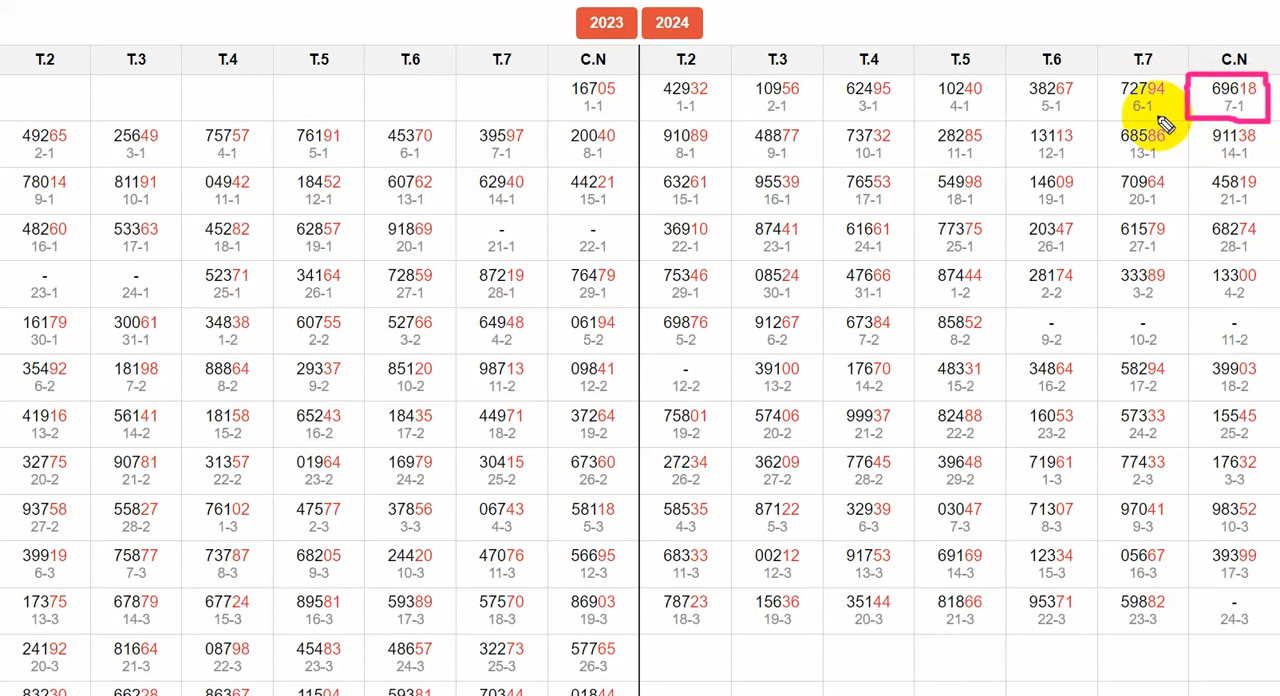 2023 2024
T.2 T.3 T.4 T.5 T.6 T.7 C.N T.2 T.3 T.4 T.5 T.6 T.7 C.N
16705 42932 10956 62495 10240 38267 72794 69618
1-1 1-1 2-1 3-1 4-1 5-1 6-1 7-1
49265 25649 75757 76191 45370 39597 20040 91089 48877 73732 28285 13113 68586 91138
2-1 3-1 4-1 5-1 6-1 7-1 8-1 8-1 9-1 10-1 11-1 12-1 13-1 14-1
78014 81191 04942 18452 60762 62940 44221 63261 95539 76553 54998 14609 70964 45819
9-1 10-1 11-1 12-1 13-1 14-1 15-1 15-1 16-1 17-1 18-1 19-1 20-1 21-1
48260 53363 45282 62857 91869 - - 36910 87441 61661 77375 20347 61579 68274
16-1 17-1 18-1 19-1 20-1 21-1 22-1 22-1 23-1 24-1 25-1 26-1 27-1 28-1
- - 52371 34164 72859 87219 76479 75346 08524 47666 87444 28174 33389 13300
23-1 24-1 25-1 26-1 27-1 28-1 29-1 29-1 30-1 31-1 1-2 2-2 3-2 4-2
16179 30061 34838 60755 52766 64948 06194 69876 91267 67384 85852 - - -
30-1 31-1 1-2 2-2 3-2 4-2 5-2 5-2 6-2 7-2 8-2 9-2 10-2 11-2
35492 18198 88864 29337 85120 98713 09841 - 39100 17670 48331 34864 58294 39903
6-2 7-2 8-2 9-2 10-2 11-2 12-2 12-2 13-2 14-2 15-2 16-2 17-2 18-2
41916 56141 18158 65243 18435 44971 37264 75801 57406 99937 82488 16053 57333 15545
13-2 14-2 15-2 16-2 17-2 18-2 19-2 19-2 20-2 21-2 22-2 23-2 24-2 25-2
32775 90781 31357 01964 16979 30415 67360 27234 36209 77645 39648 71961 77433 17632
20-2 21-2 22-2 23-2 24-2 25-2 26-2 26-2 27-2 28-2 29-2 1-3 2-3 3-3
93758 55827 76102 47577 37856 06743 58118 58535 87122 32939 03047 71307 97041 98352
27-2 28-2 1-3 2-3 3-3 4-3 5-3 4-3 5-3 6-3 7-3 8-3 9-3 10-3
39919 75877 73787 68205 24420 47076 56695 68333 00212 91753 69169 12334 05667 39399
6-3 7-3 8-3 9-3 10-3 11-3 12-3 11-3 12-3 13-3 14-3 15-3 16-3 17-3
17375 67879 67724 89581 59389 57570 86903 78723 15636 35144 81866 95371 59882 -
13-3 14-3 15-3 16-3 17-3 18-3 19-3 18-3 19-3 20-3 21-3 22-3 23-3 24-3
24192 81664 08798 45483 48657 32273 57765
20-3 21-3 22-3 23-3 24-3 25-3 26-3
83230 66228 86367 11504 59381 70344 01844